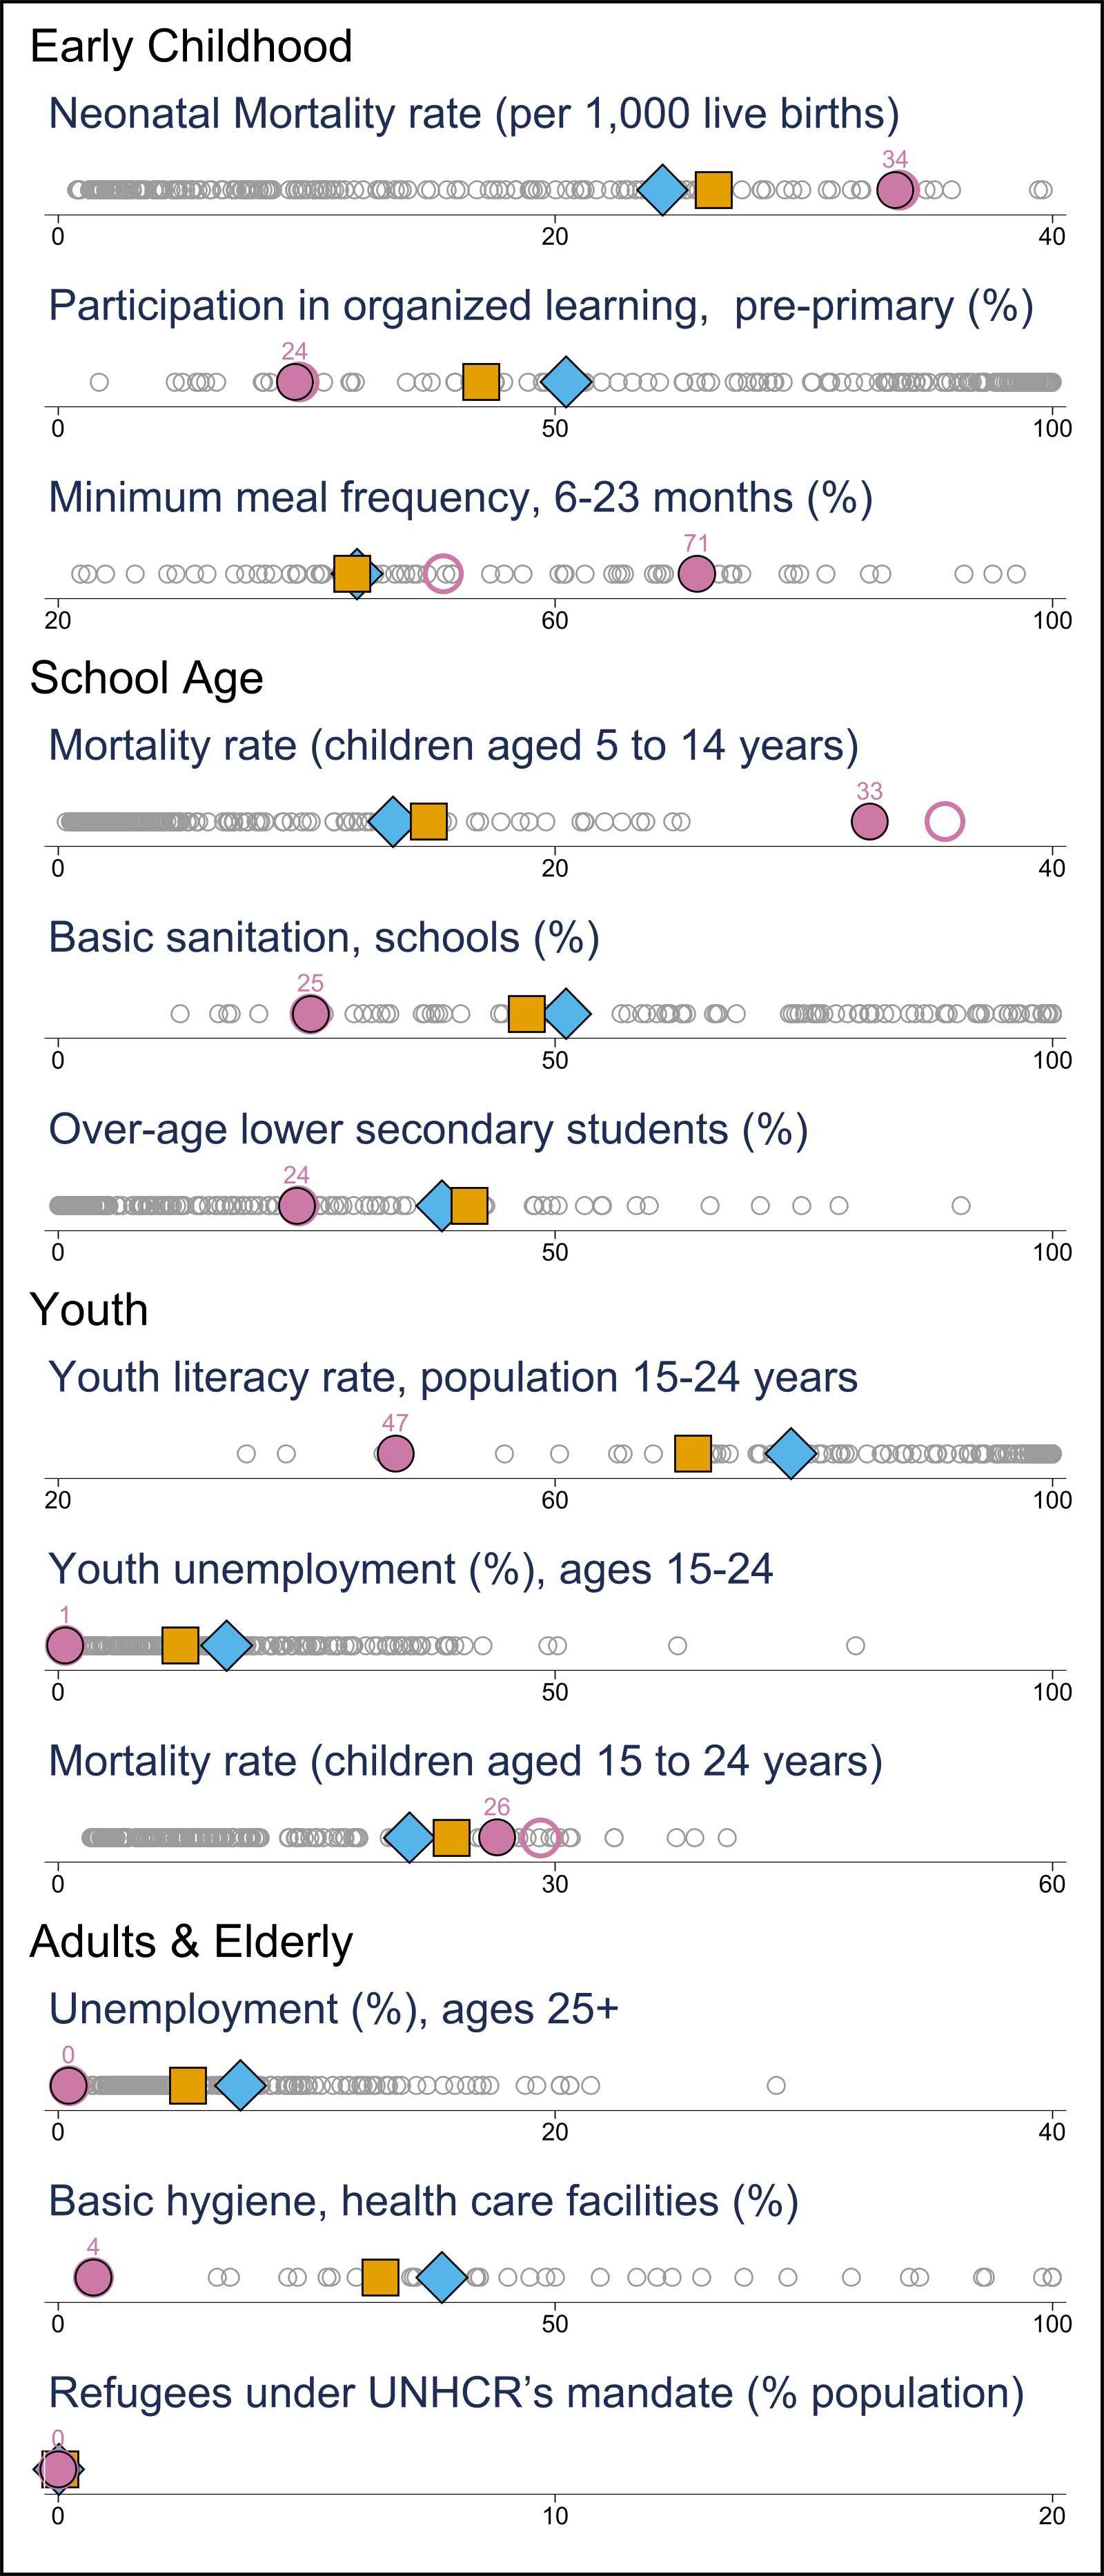 Early Childhood
Neonatal Mortality rate (per 1,000 live births)
34
0 20 40
Participation in organized learning,  pre-primary (%)
24
0 50 100
Minimum meal frequency, 6-23 months (%)
71
20 60 100
School Age
Mortality rate (children aged 5 to 14 years)
33
0 20 40
Basic sanitation, schools (%)
25
0 50 100
Over-age lower secondary students (%)
24
0 50 100
Youth
Youth literacy rate, population 15-24 years
47
20 60 100
Youth unemployment (%), ages 15-24
1
0 50 100
Mortality rate (children aged 15 to 24 years)
26
0 30 60
Adults & Elderly
Unemployment (%), ages 25+
0
0 20 40
Basic hygiene, health care facilities (%)
4
0 50 100
Refugees under UNHCR’s mandate (% population)
0
0 10 20